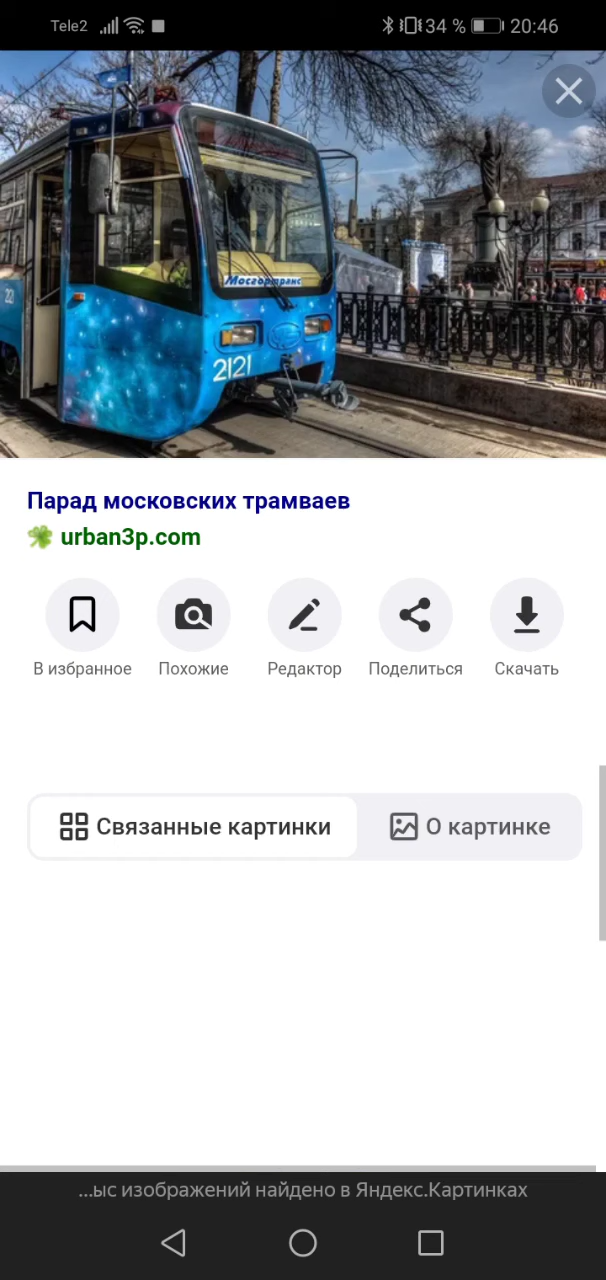 Tele2 34 % 20:46
Мосгортранс
2121
Парад московских трамваев
urban3p.com
В избранное Похожие Редактор Поделиться Скачать
Связанные картинки О картинке
...ыс изображений найдено в Яндекс.Картинках